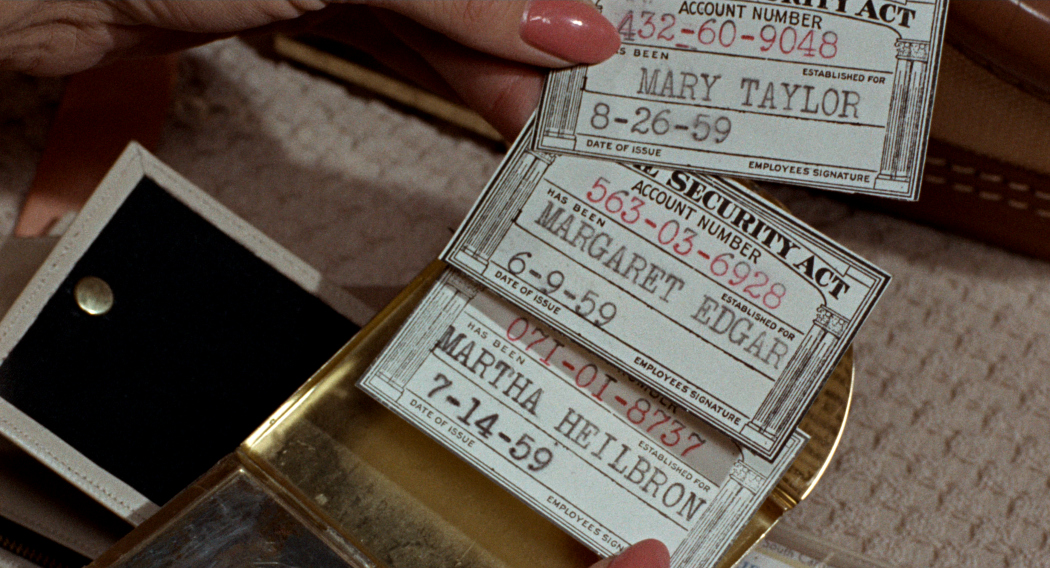 ITY ACT
ACCOUNT NUMBER
432-60-9048
S BEEN
ESTABLISHED FOR
MARY TAYLOR
8-26-59
DATE OF ISSUE
EMPLOYEES SIGNATURE
SECURITY ACT
ACCOUNT NUMBER
563-03-6928
HAS BEEN
ESTABLISHED FOR
MARGARET EDGAR
6-9-59
DATE OF ISSUE
EMPLOYEES SIGNATURE
071-01-8737
HAS BEEN
ESTABLISHED FOR
MARTHA HEILBRON
7-14-59
DATE OF ISSUE
EMPLOYEES SIGN